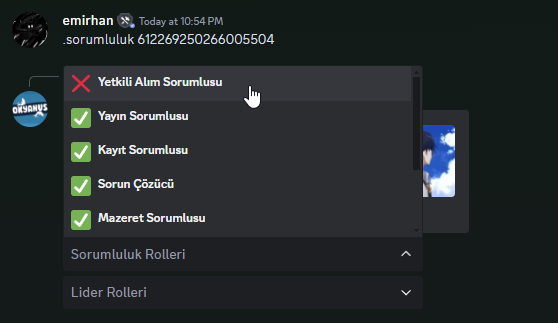 emirhan Today at 10:54 PM
.sorumluluk 612269250266005504
OKYANUS
Yetkili Alım Sorumlusu
Yayın Sorumlusu
Kayıt Sorumlusu
Sorun Çözücü
Mazeret Sorumlusu
Sorumluluk Rolleri
Lider Rolleri